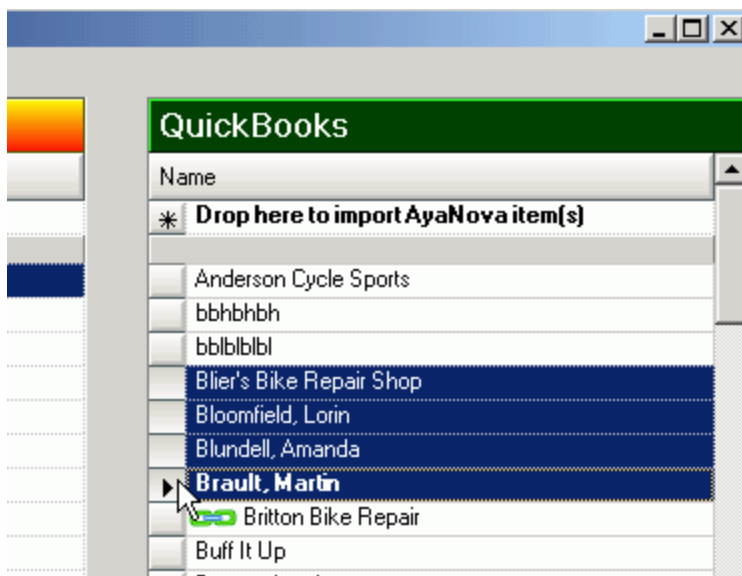 QuickBooks
Name
Drop here to import AyaNova item(s)
Anderson Cycle Sports
bbhbhbh
bblblblbl
Blier's Bike Repair Shop
Bloomfield, Lorin
Blundell, Amanda
Brault, Martin
Britton Bike Repair
Buff It Up